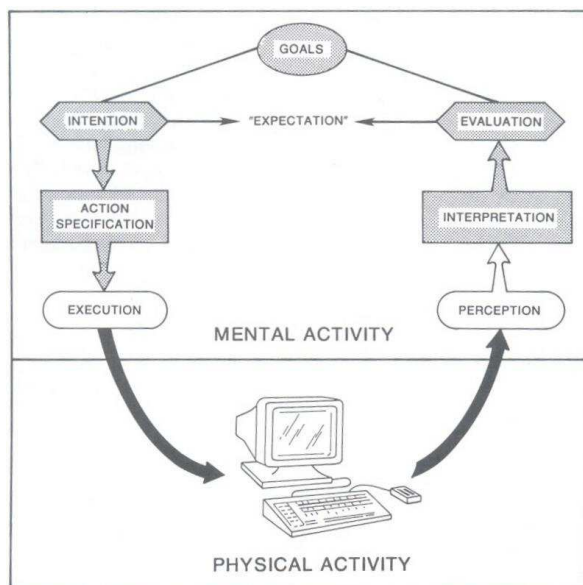 GOALS
INTENTION
"EXPECTATION"
EVALUATION
ACTION
SPECIFICATION
INTERPRETATION
EXECUTION
PERCEPTION
MENTAL ACTIVITY
PHYSICAL ACTIVITY